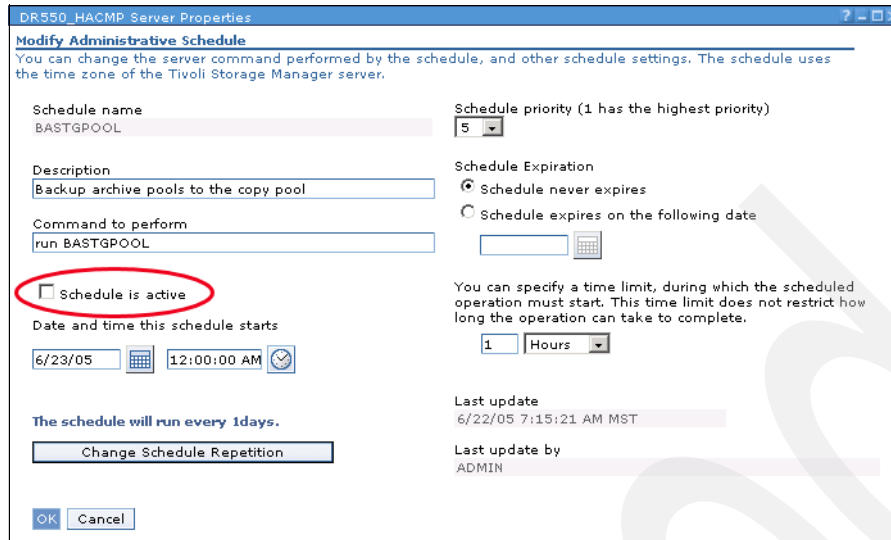 DR550_HACMP Server Properties
Modify Administrative Schedule
You can change the server command performed by the schedule, and other schedule settings. The schedule uses
the time zone of the Tivoli Storage Manager server.
Schedule name
BASTGPOOL
Description
Backup archive pools to the copy pool
Command to perform
run BASTGPOOL
Schedule is active
Date and time this schedule starts
6/23/05 12:00:00 AM
The schedule will run every 1days.
Change Schedule Repetition
OK Cancel
Schedule priority (1 has the highest priority)
5
Schedule Expiration
Schedule never expires
Schedule expires on the following date
You can specify a time limit, during which the scheduled
operation must start. This time limit does not restrict how
long the operation can take to complete.
1 Hours
Last update
6/22/05 7:15:21 AM MST
Last update by
ADMIN